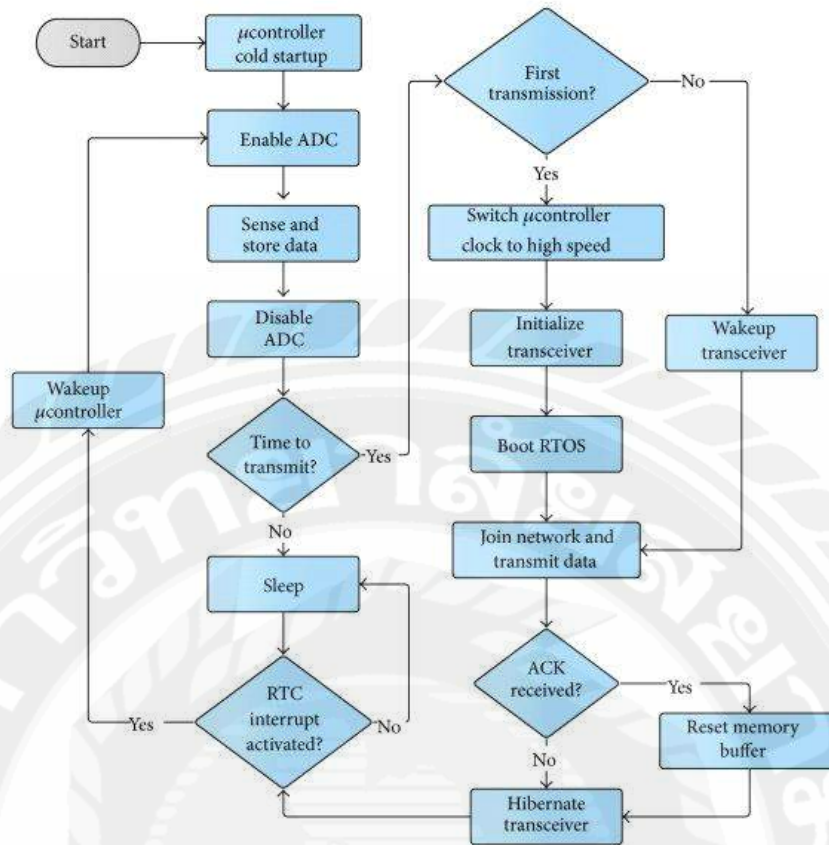 Start
μcontroller
cold startup
Enable ADC
Sense and
store data
Disable
ADC
Time to
transmit?
Yes
No
Sleep
RTC
interrupt
activated?
No
Yes
Wakeup
μcontroller
First
transmission?
No
Yes
Switch μcontroller
clock to high speed
Initialize
transceiver
Boot RTOS
Wakeup
transceiver
Join network and
transmit data
ACK
received?
Yes
No
Reset memory
buffer
Hibernate
transceiver